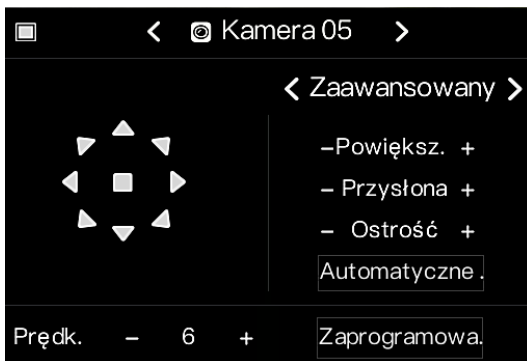 < Kamera 05 >
< Zaawansowany >
-Powiększ. +
- Przysłona +
- Ostrość +
Automatyczne .
Prędk. - 6 + Zaprogramowa.